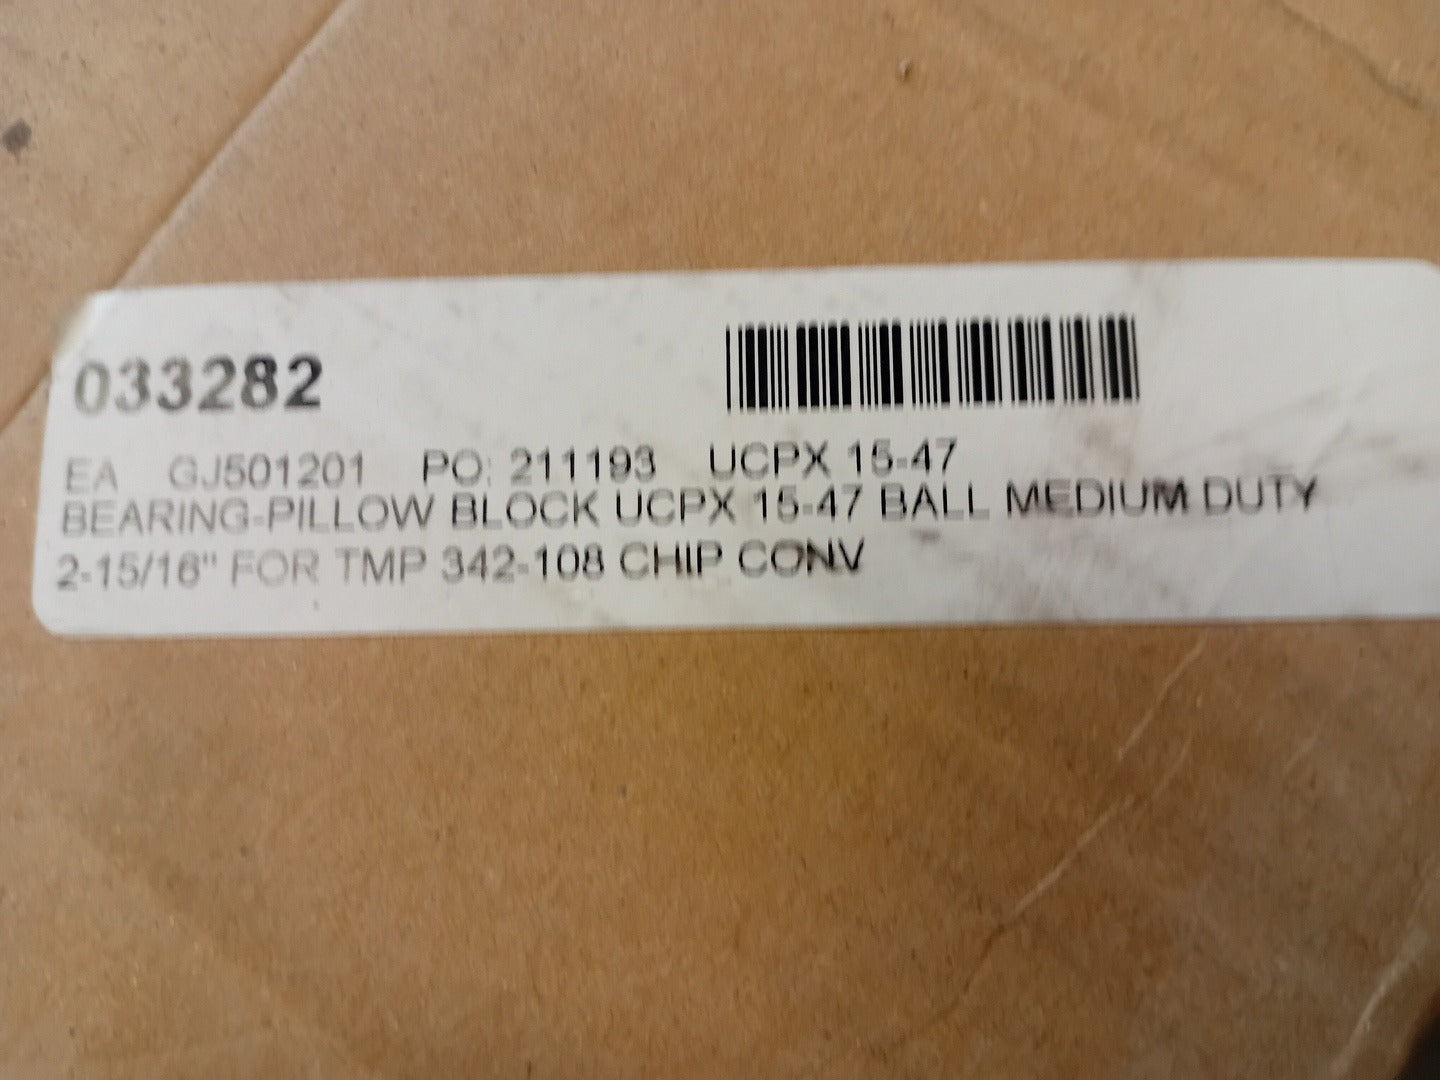 033282
EA GJ501201 PO: 211193 UCPX 15-47
BEARING-PILLOW BLOCK UCPX 15-47 BALL MEDIUM DUTY
2-15/16" FOR TMP 342-108 CHIP CONV